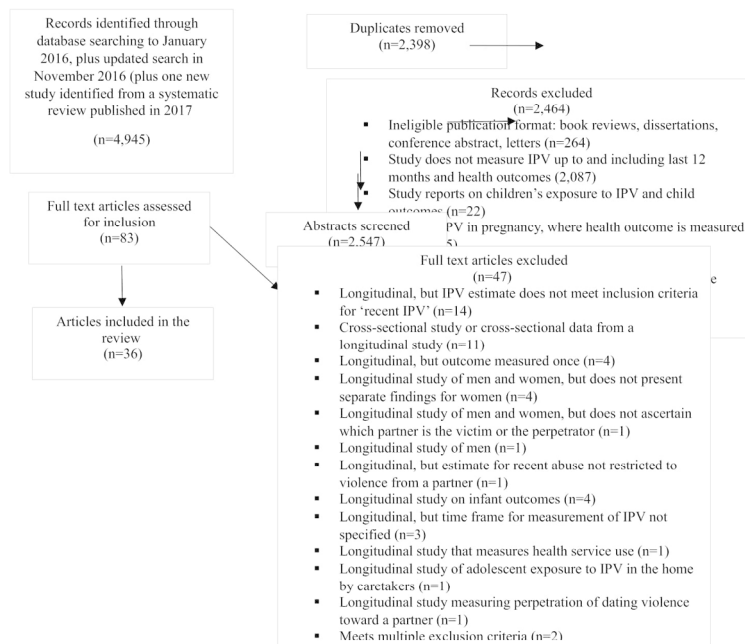 Records identified through
database searching to January
2016, plus updated search in
November 2016 (plus one new
study identified from a systematic
review published in 2017
(n=4,945)
Duplicates removed
(n=2,398)
Records excluded
(n=2,464)
▪ Ineligible publication format: book reviews, dissertations,
conference abstract, letters (n=264)
▪ Study does not measure IPV up to and including last 12
months and health outcomes (2,087)
▪ Study reports on children's exposure to IPV and child
outcomes (n=22)
PV in pregnancy, where health outcome is measured
5)
e
Abstracts screened
(n=2,547)
Full text articles assessed
for inclusion
(n=83)
Articles included in the
review
(n=36)
Full text articles excluded
(n=47)
▪ Longitudinal, but IPV estimate does not meet inclusion criteria
for 'recent IPV' (n=14)
▪ Cross-sectional study or cross-sectional data from a
longitudinal study (n=11)
▪ Longitudinal, but outcome measured once (n=4)
▪ Longitudinal study of men and women, but does not present
separate findings for women (n=4)
▪ Longitudinal study of men and women, but does not ascertain
which partner is the victim or the perpetrator (n=1)
▪ Longitudinal study of men (n=1)
▪ Longitudinal, but estimate for recent abuse not restricted to
violence from a partner (n=1)
▪ Longitudinal study on infant outcomes (n=4)
▪ Longitudinal, but time frame for measurement of IPV not
specified (n=3)
▪ Longitudinal study that measures health service use (n=1)
▪ Longitudinal study of adolescent exposure to IPV in the home
by caretakers (n=1)
▪ Longitudinal study measuring perpetration of dating violence
toward a partner (n=1)
▪ Meets multiple exclusion criteria (n=2)